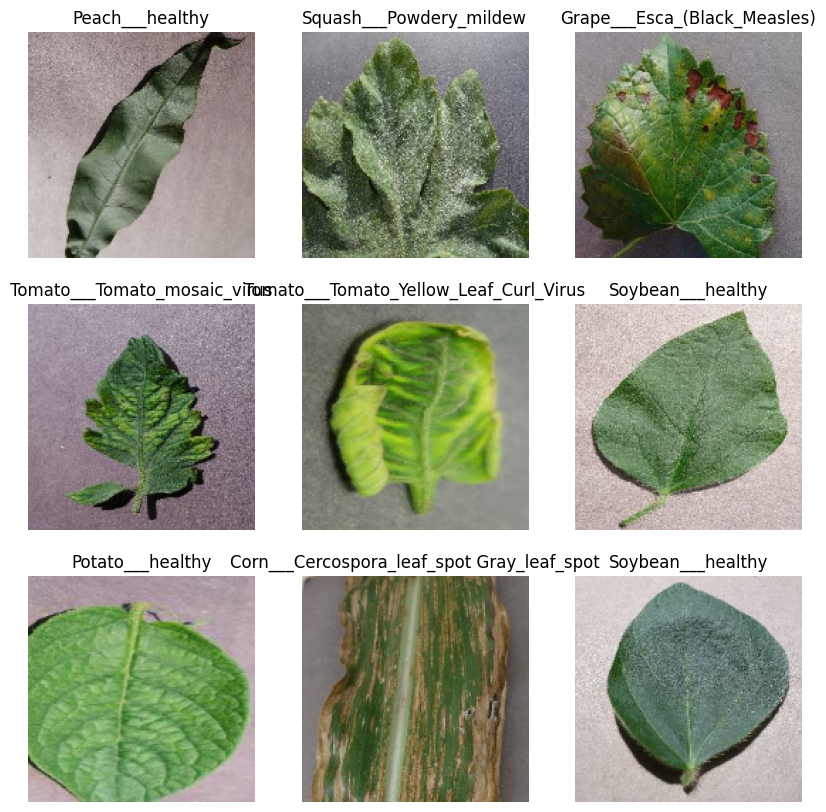 Peach___healthy
Squash___Powdery_mildew
Grape___Esca_(Black_Measles)
Tomato___Tomato_mosaic_virus
Tomato___Tomato_Yellow_Leaf_Curl_Virus
Soybean___healthy
Potato___healthy
Corn___Cercospora_leaf_spot Gray_leaf_spot
Soybean___healthy